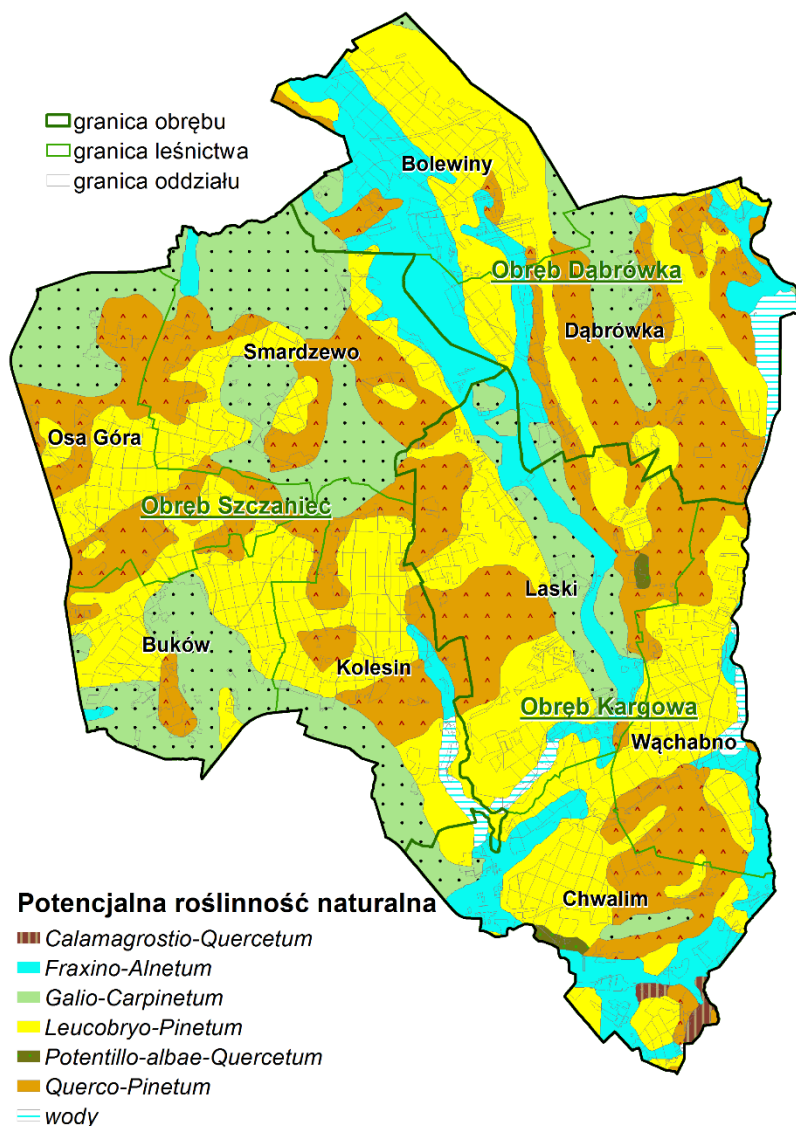 granica obrębu
granica leśnictwa
granica oddziału
Bolewiny
Obręb Dąbrówka
Dąbrówka
Smardzewo
Osa Góra
Obręb Szczaniec
Laski
Buków
Kolesin
Obręb Kargowa
Wąchabno
Chwalim
Potencjalna roślinność naturalna
Calamagrostio-Quercetum
Fraxino-Alnetum
Galio-Carpinetum
Leucobryo-Pinetum
Potentillo-albae-Quercetum
Querco-Pinetum
wody